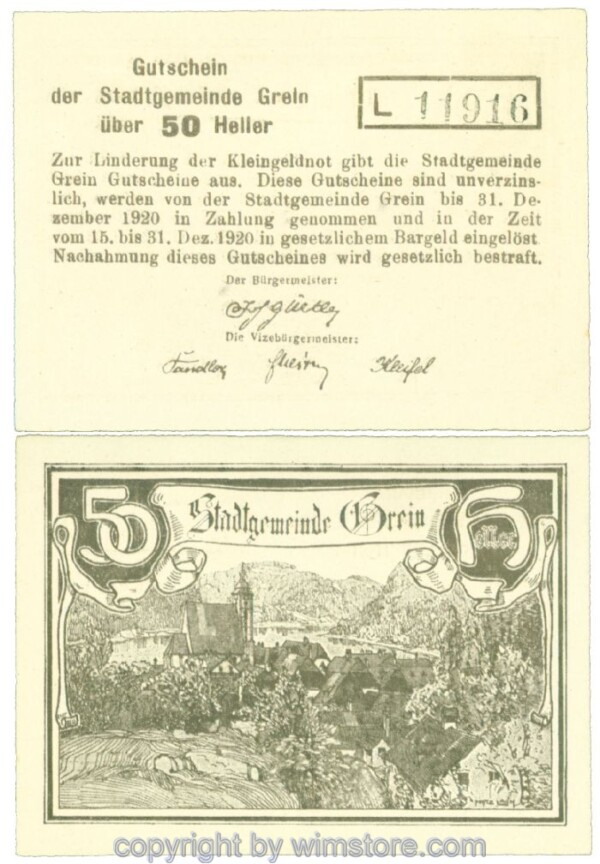 Gutschein
der Stadtgemeinde Grein
über 50 Heller
L 11916
Zur Linderung der Kleingeldnot gibt die Stadtgemeinde
Grein Gutscheine aus. Diese Gutscheine sind unverzins-
lich, werden von der Stadtgemeinde Grein bis 31. De-
zember 1920 in Zahlung genommen und in der Zeit
vom 15. bis 31. Dez. 1920 in gesetzlichem Bargeld eingelöst
Nachahmung dieses Gutscheines wird gesetzlich bestraft.
Der Bürgermeister:
Die Vizebürgermeister:
50 Stadtgemeinde Grein H
copyright by wimstore.com